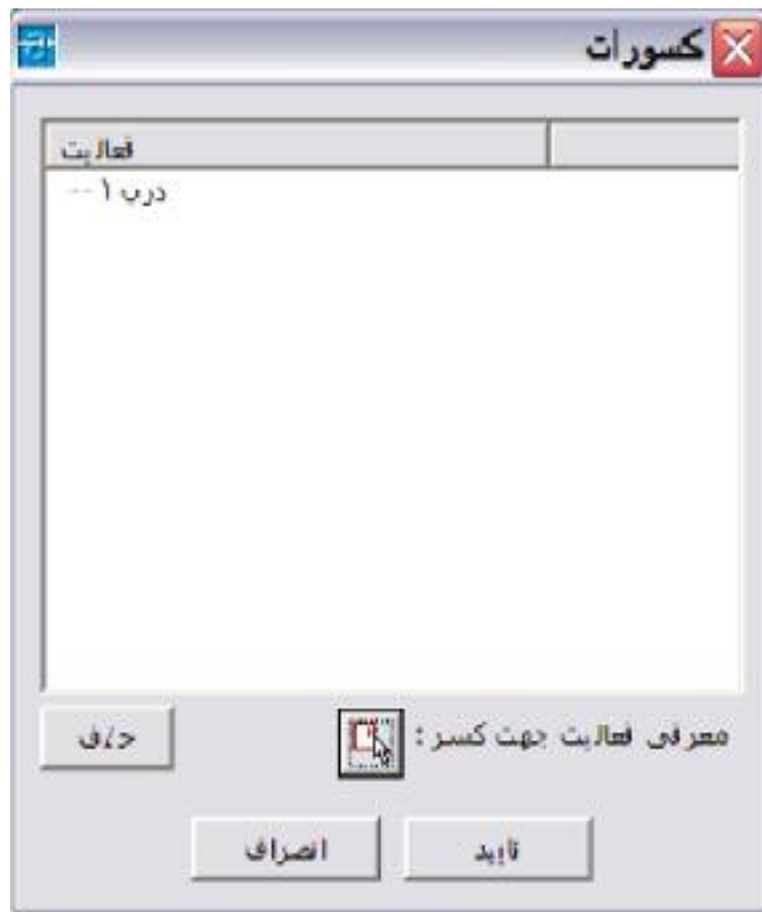 کسورات
فعالیت
درب ۱ --
معرفی فعالیت جهت کسر :
حذف
تایید
انصراف